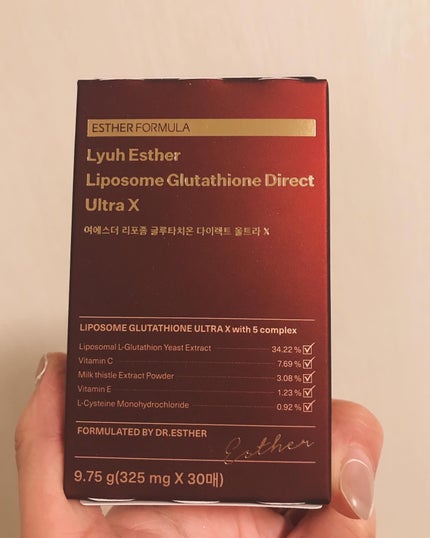 ESTHER FORMULA
Lyuh Esther
Liposome Glutathione Direct
Ultra X
여에스더 리포좀 글루타치온 다이렉트 울트라 X
LIPOSOME GLUTATHIONE ULTRA X with 5 complex
Liposomal L-Glutathion Yeast Extract 34.22 %
Vitamin C 7.69 %
Milk thistle Extract Powder 3.08 %
Vitamin E 1.23 %
L-Cysteine Monohydrochloride 0.92 %
FORMULATED BY DR.ESTHER
Esther
9.75 g(325 mg X 30매)